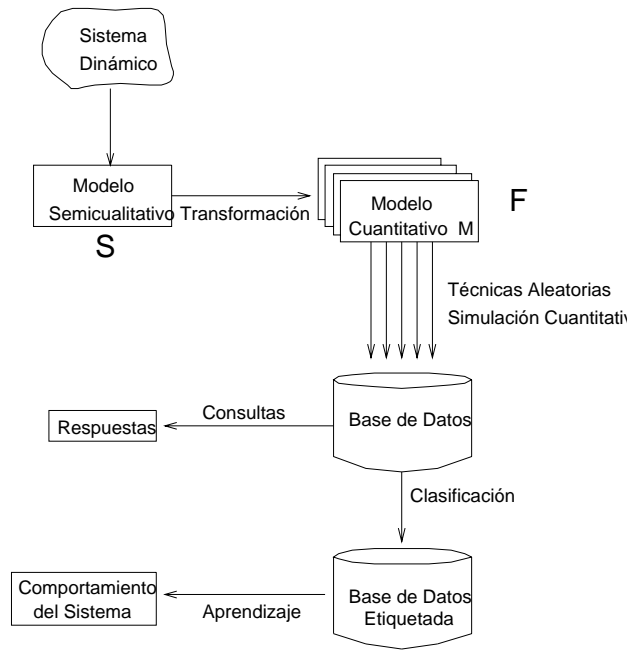 Sistema
Dinámico
Modelo
Semicualitativo
S
Transformación
Modelo
Cuantitativo M
F
Técnicas Aleatorias
Simulación Cuantitativ
Base de Datos
Consultas
Respuestas
Clasificación
Base de Datos
Etiquetada
Aprendizaje
Comportamiento
del Sistema